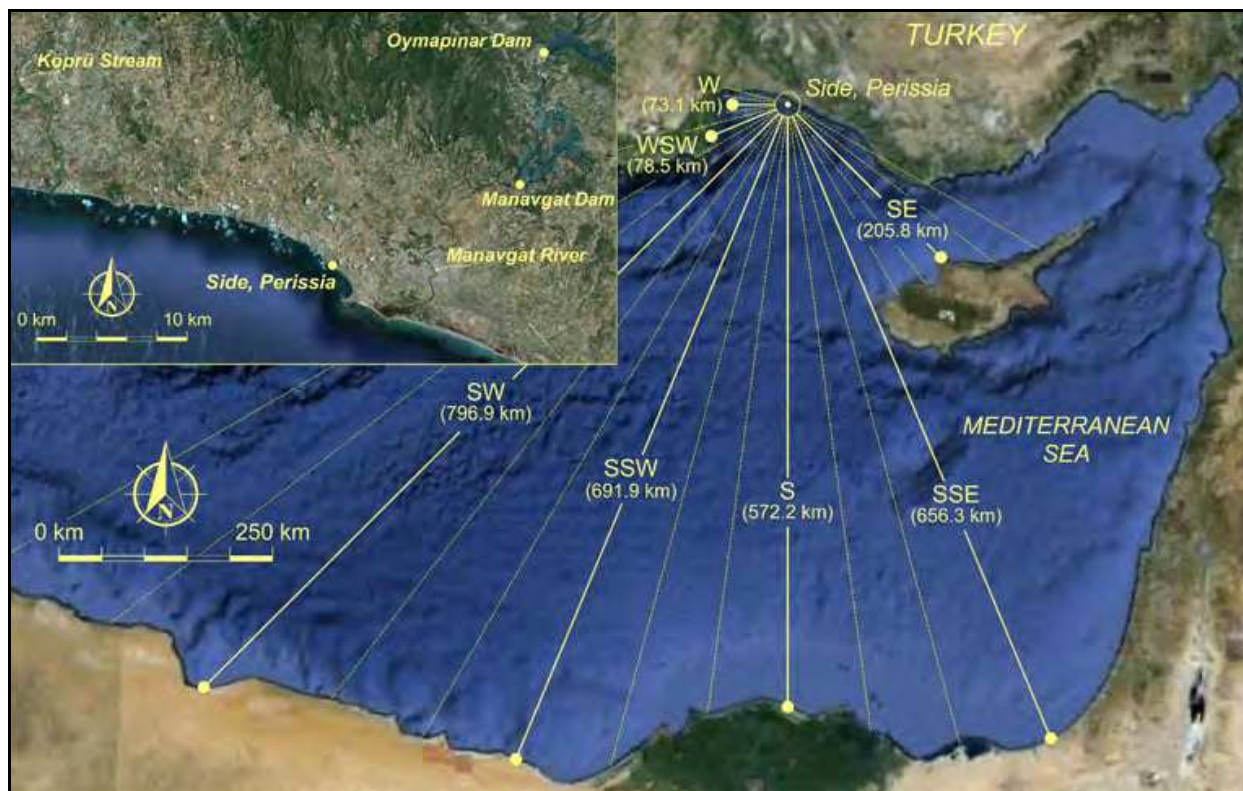 Köprü Stream
Oymapınar Dam
Manavgat Dam
Manavgat River
Side, Perissia
N
0 km
10 km
TURKEY
W
(73.1 km)
Side, Perissia
WSW
(78.5 km)
SE
(205.8 km)
SW
(796.9 km)
SSW
(691.9 km)
S
(572.2 km)
SSE
(656.3 km)
MEDITERRANEAN
SEA
N
0 km
250 km